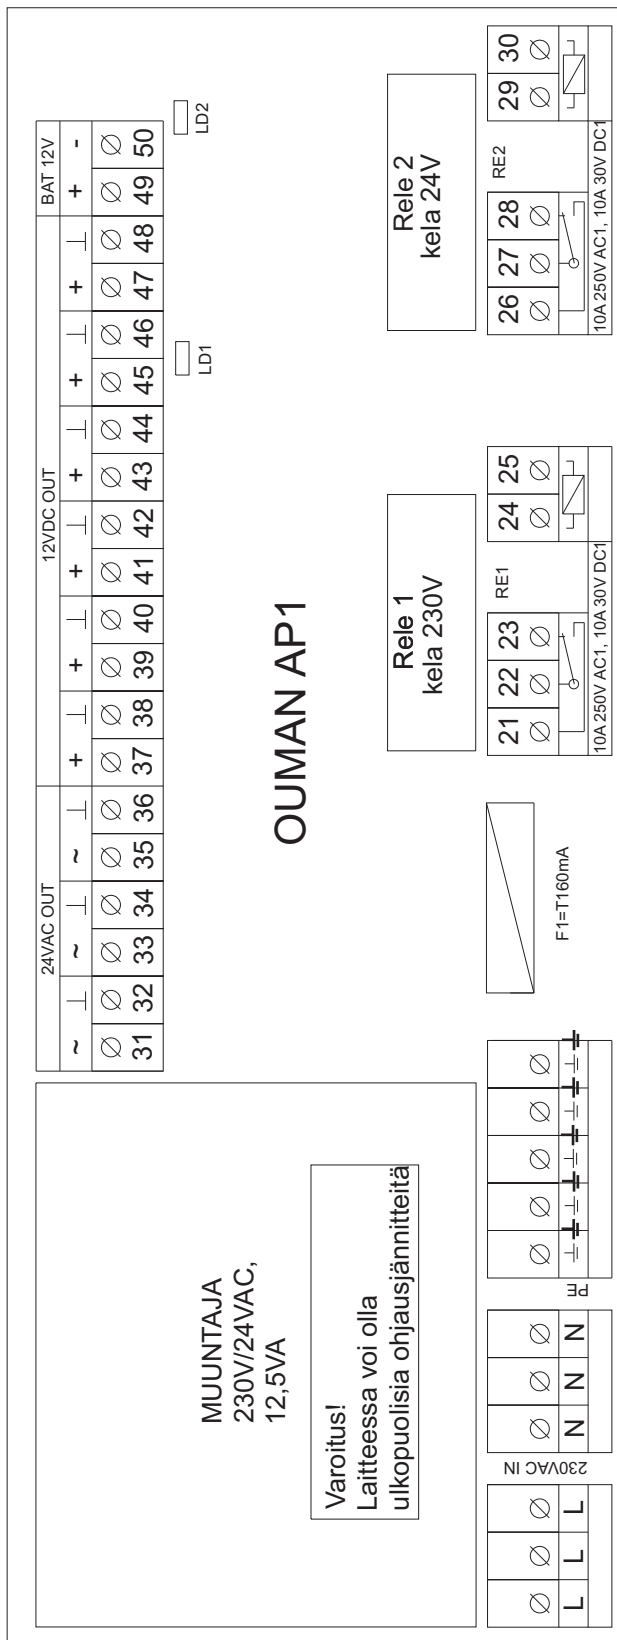 24VAC OUT
12VDC OUT
BAT 12V
~ ⊥ ~ ⊥ ~ ⊥ + ⊥ + ⊥ + ⊥ + ⊥ + ⊥ + ⊥ + -
31 32 33 34 35 36 37 38 39 40 41 42 43 44 45 46 47 48 49 50
LD1
LD2
MUUNTAJA
230V/24VAC,
12,5VA
Varoitus!
Laitteessa voi olla
ulkopuolisia ohjausjännitteitä
OUMAN AP1
Rele 1
kela 230V
Rele 2
kela 24V
L L L
230VAC IN
N N N
PE
F1=T160mA
21 22 23
RE1
24 25
10A 250V AC1, 10A 30V DC1
26 27 28
RE2
29 30
10A 250V AC1, 10A 30V DC1